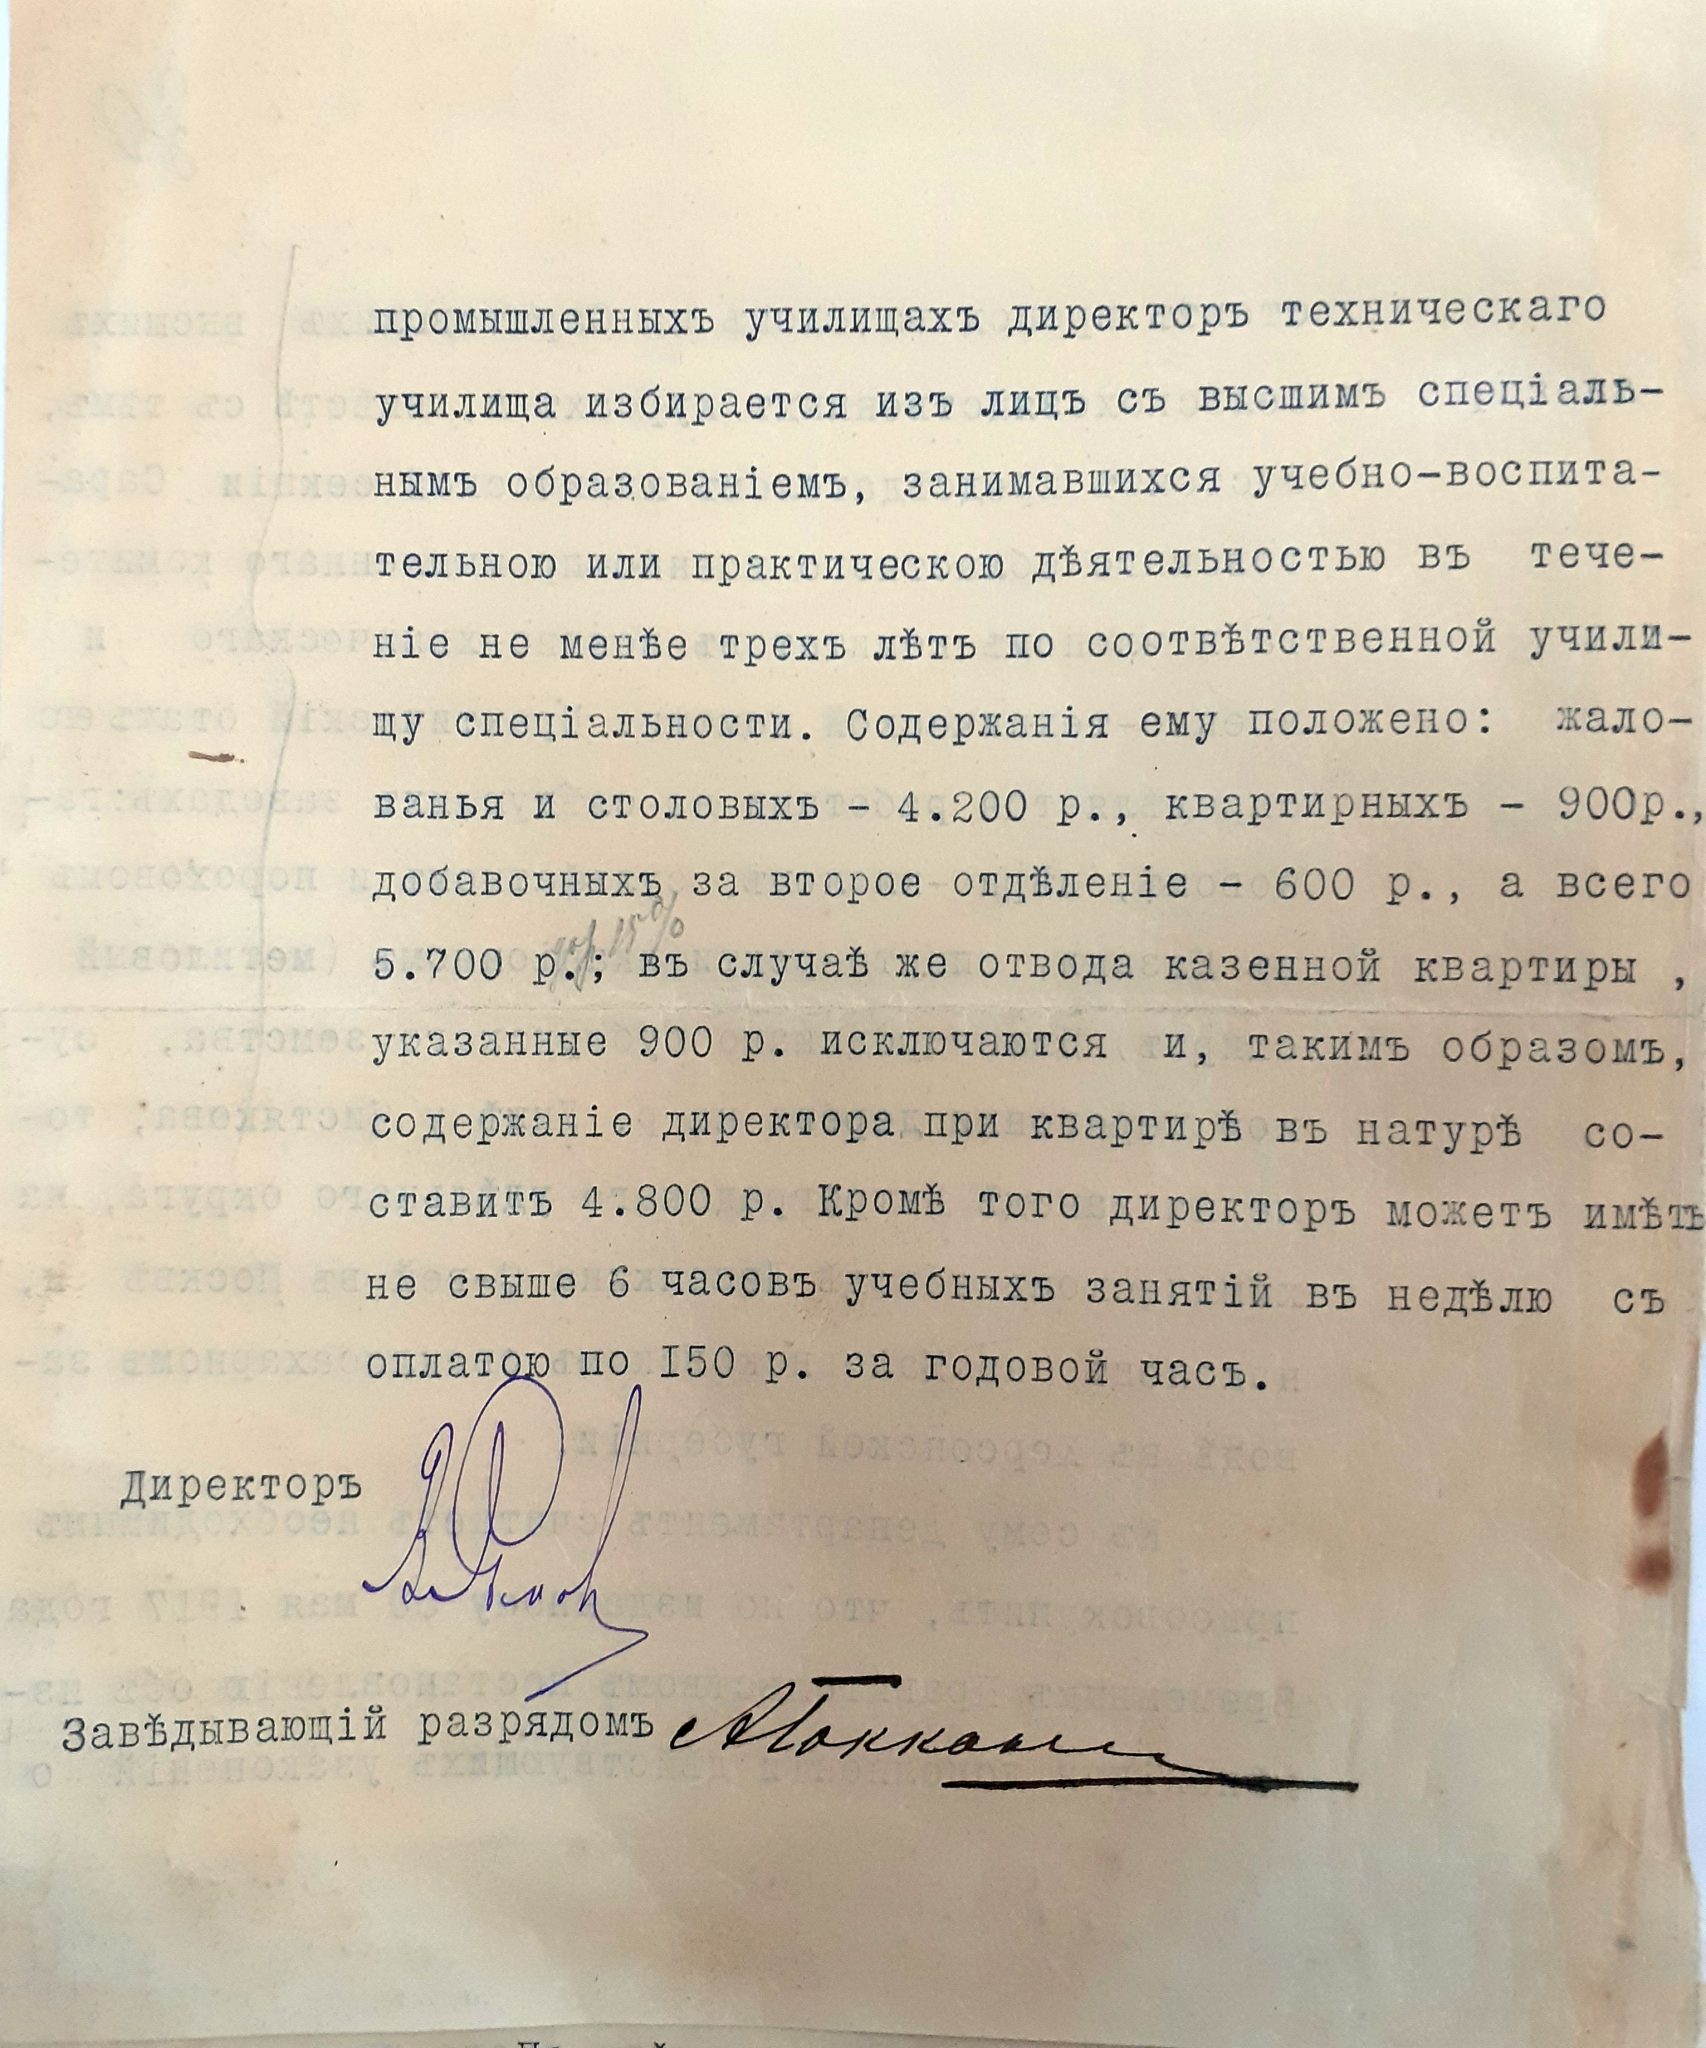 промышленныхъ училищахъ директоръ техническаго
училища избирается изъ лицъ съ высшимъ спеціаль-
нымъ образованіемъ, занимавшихся учебно-воспита-
тельною или практическою дѣятельностью въ тече-
ніе не менѣе трехъ лѣтъ по соотвѣтственной учили-
щу спеціальности. Содержанія ему положено: жало-
ванья и столовыхъ - 4.200 р., квартирныхъ - 900р.,
добавочныхъ за второе отдѣленіе - 600 р., а всего
15%
5.700 р.; въ случаѣ же отвода казенной квартиры ,
указанные 900 р. исключаются и, такимъ образомъ,
содержаніе директора при квартирѣ въ натурѣ со-
ставитъ 4.800 р. Кромѣ того директоръ можетъ имѣть
не свыше 6 часовъ учебныхъ занятій въ недѣлю съ
оплатою по I50 р. за годовой часъ.
Директоръ
Завѣдывающій разрядомъ